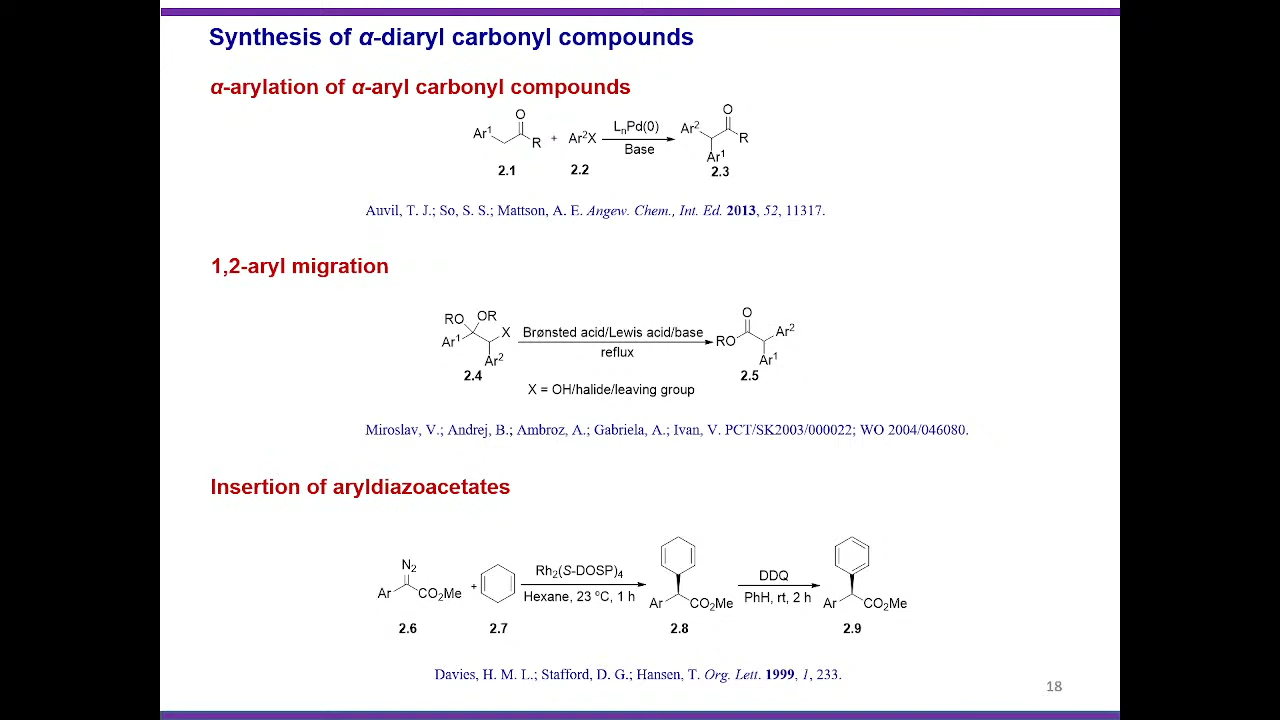 Synthesis of α-diaryl carbonyl compounds
α-arylation of α-aryl carbonyl compounds
Ar1 O R + Ar2X LnPd(0) Base Ar2 O R Ar1
2.1 2.2 2.3
Auvil, T. J.; So, S. S.; Mattson, A. E. Angew. Chem., Int. Ed. 2013, 52, 11317.
1,2-aryl migration
RO OR X Ar1 Ar2 Brønsted acid/Lewis acid/base reflux O RO Ar2 Ar1
2.4 2.5
X = OH/halide/leaving group
Miroslav, V.; Andrej, B.; Ambroz, A.; Gabriela, A.; Ivan, V. PCT/SK2003/000022; WO 2004/046080.
Insertion of aryldiazoacetates
N2 Ar CO2Me + Rh2(S-DOSP)4 Hexane, 23 ºC, 1 h Ar CO2Me DDQ PhH, rt, 2 h Ar CO2Me
2.6 2.7 2.8 2.9
Davies, H. M. L.; Stafford, D. G.; Hansen, T. Org. Lett. 1999, 1, 233.
18